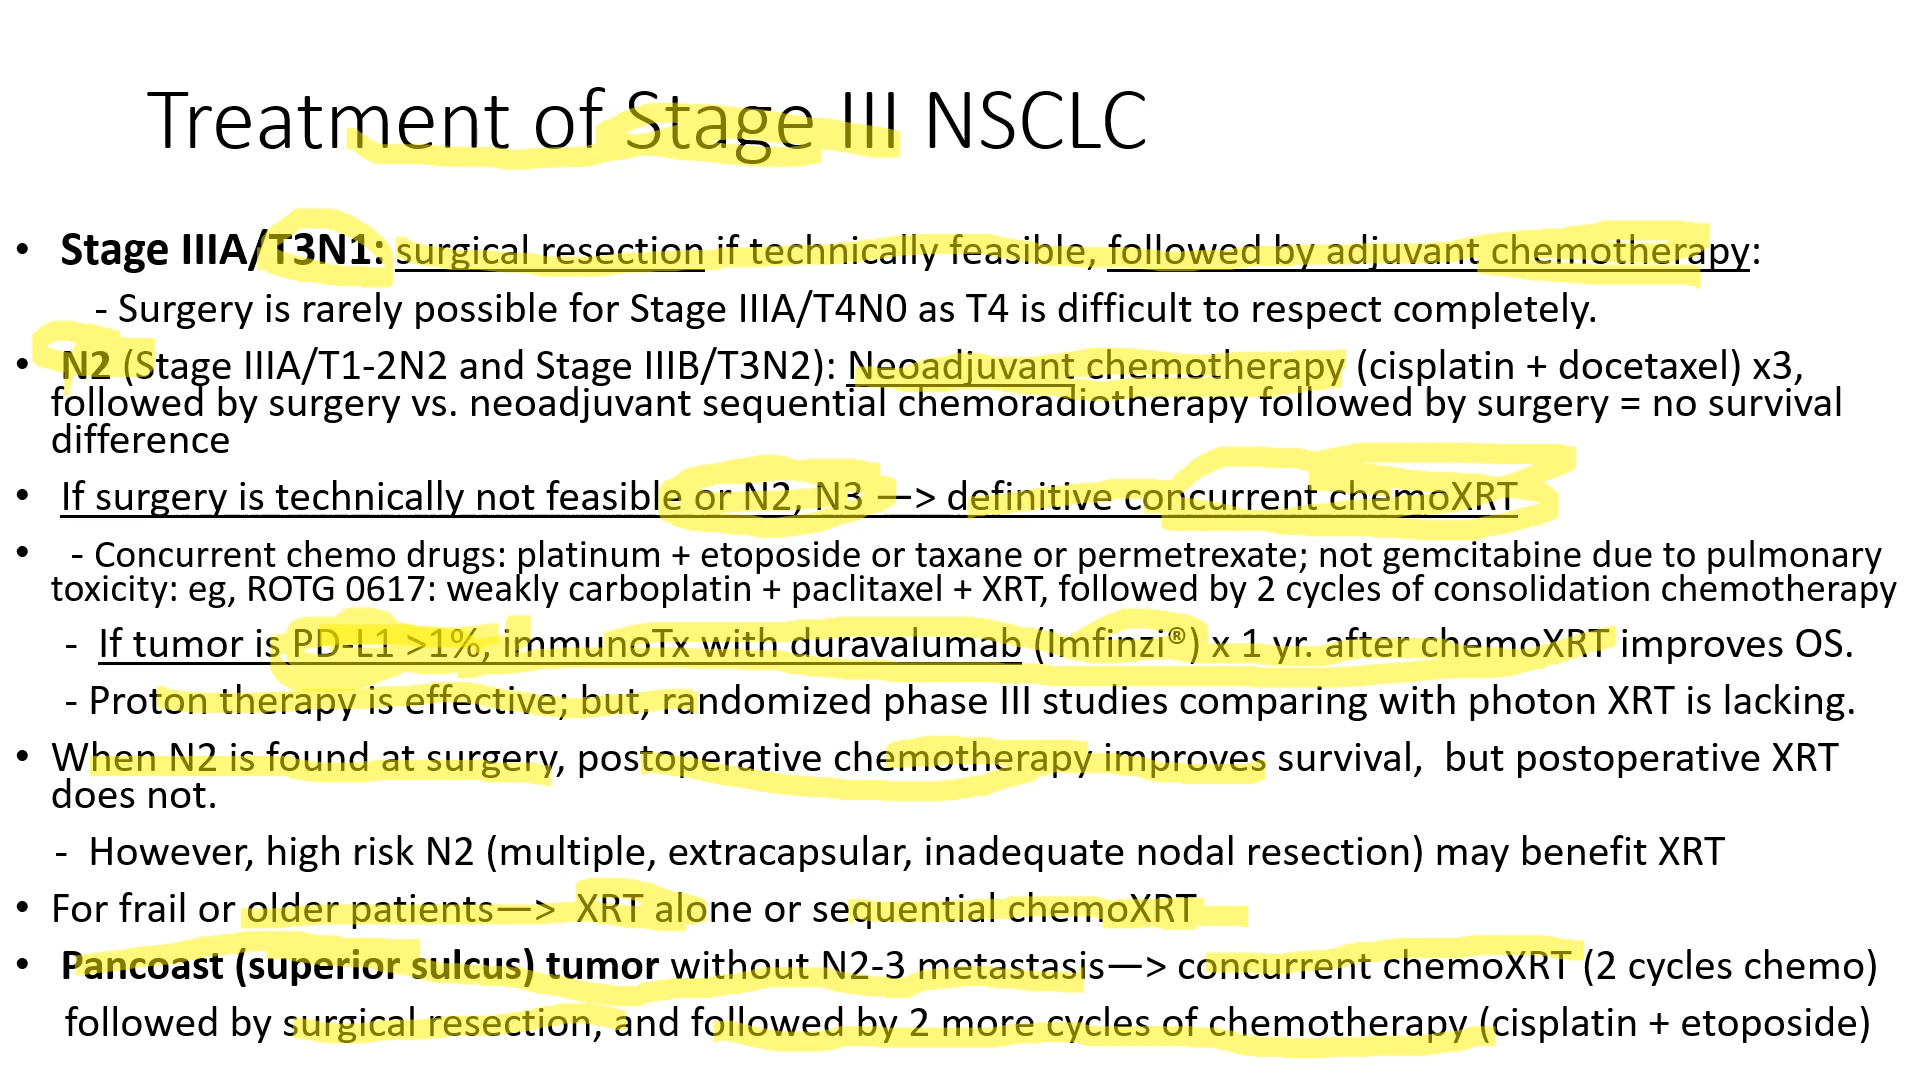 Treatment of Stage III NSCLC
• Stage IIIA/T3N1: surgical resection if technically feasible, followed by adjuvant chemotherapy:
- Surgery is rarely possible for Stage IIIA/T4N0 as T4 is difficult to respect completely.
• N2 (Stage IIIA/T1-2N2 and Stage IIIB/T3N2): Neoadjuvant chemotherapy (cisplatin + docetaxel) x3,
followed by surgery vs. neoadjuvant sequential chemoradiotherapy followed by surgery = no survival
difference
• If surgery is technically not feasible or N2, N3 —> definitive concurrent chemoXRT
• - Concurrent chemo drugs: platinum + etoposide or taxane or permetrexate; not gemcitabine due to pulmonary
toxicity: eg, ROTG 0617: weakly carboplatin + paclitaxel + XRT, followed by 2 cycles of consolidation chemotherapy
- If tumor is PD-L1 >1%, immunoTx with duravalumab (Imfinzi®) x 1 yr. after chemoXRT improves OS.
- Proton therapy is effective; but, randomized phase III studies comparing with photon XRT is lacking.
• When N2 is found at surgery, postoperative chemotherapy improves survival, but postoperative XRT
does not.
- However, high risk N2 (multiple, extracapsular, inadequate nodal resection) may benefit XRT
• For frail or older patients—> XRT alone or sequential chemoXRT
• Pancoast (superior sulcus) tumor without N2-3 metastasis—> concurrent chemoXRT (2 cycles chemo)
followed by surgical resection, and followed by 2 more cycles of chemotherapy (cisplatin + etoposide)